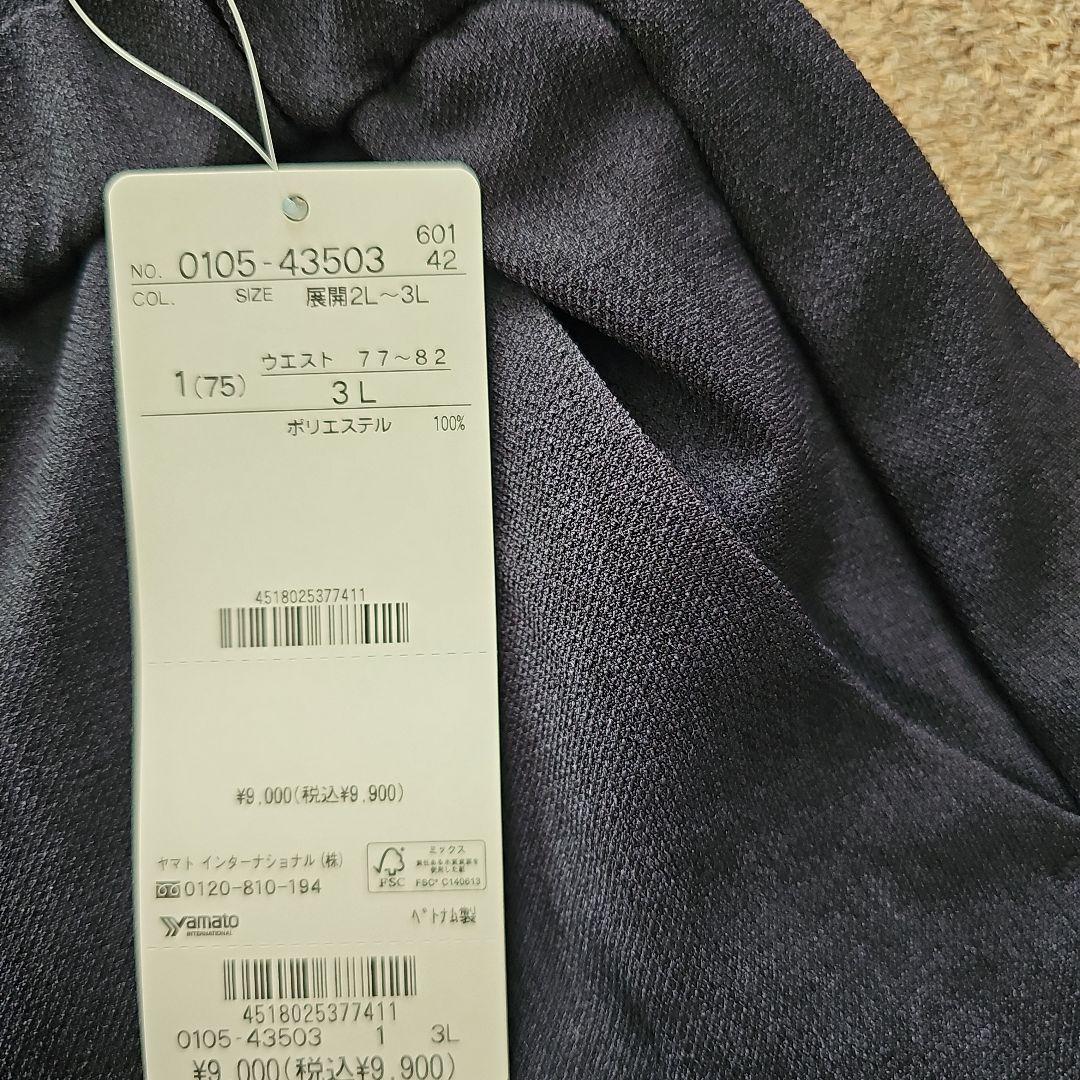 601
NO. 0105-43503 42
COL. SIZE 展開2L～3L
ウエスト 77～82
1(75) 3L
ポリエステル 100%
4518025377411
¥9,000(税込¥9,900)
ヤマト インターナショナル(株)
0120-810-194
ミックス
FSC
FSC® C140613
Yamato
INTERNATIONAL
ベトナム製
4518025377411
0105-43503 1 3L
¥9,000(税込¥9,900)